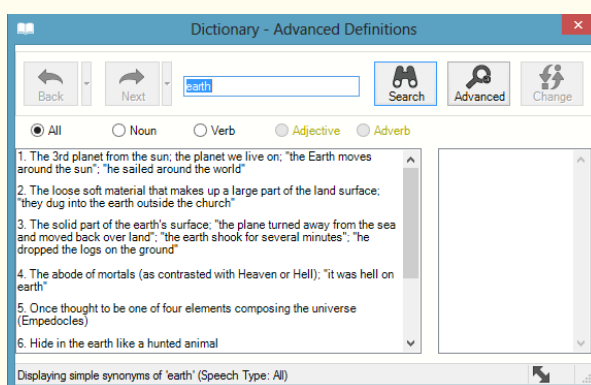 Dictionary - Advanced Definitions
Back
Next
earth
Search
Advanced
Change
All
Noun
Verb
Adjective
Adverb
1. The 3rd planet from the sun; the planet we live on; "the Earth moves
around the sun"; "he sailed around the world"
2. The loose soft material that makes up a large part of the land surface;
"they dug into the earth outside the church"
3. The solid part of the earth's surface; "the plane turned away from the sea
and moved back over land"; "the earth shook for several minutes"; "he
dropped the logs on the ground"
4. The abode of mortals (as contrasted with Heaven or Hell); "it was hell on
earth"
5. Once thought to be one of four elements composing the universe
(Empedocles)
6. Hide in the earth like a hunted animal
Displaying simple synonyms of 'earth' (Speech Type: All)